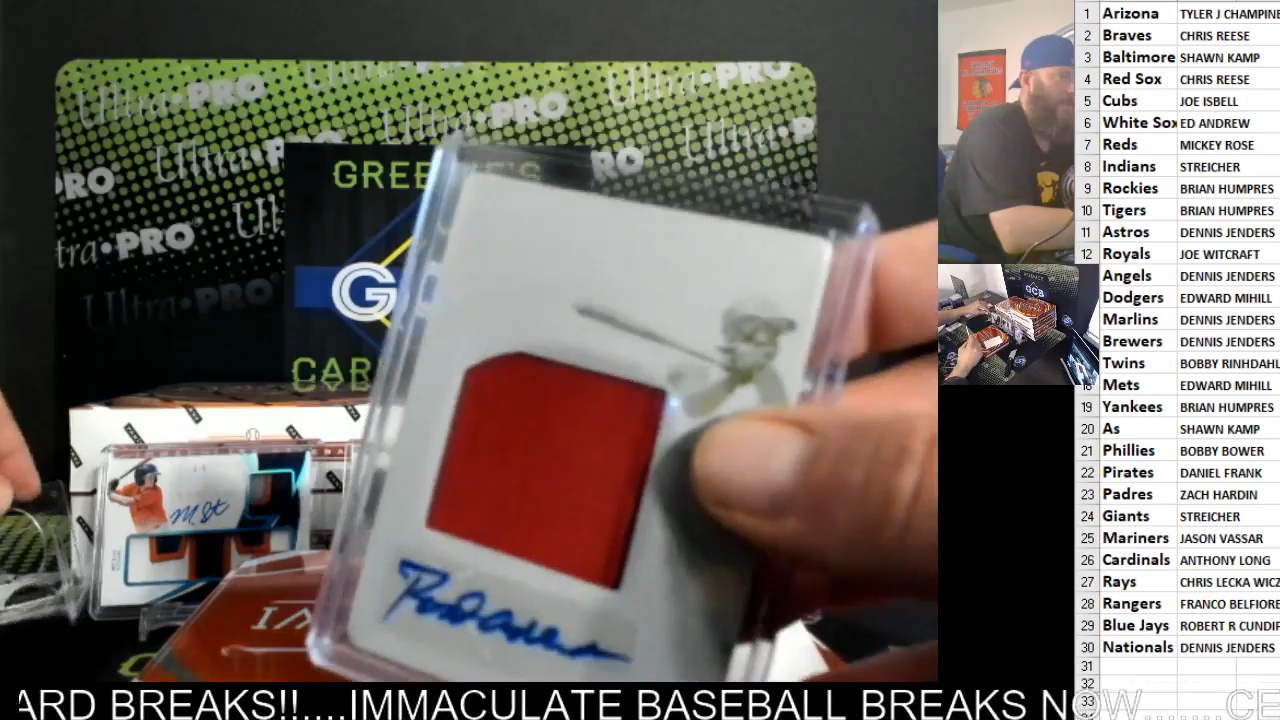 Ultra•PRO
Ultra•PRO
Ultra•PRO
PRO
Ultra•PRO
Ultra•P
RO
tra•PRO
Ultra•PRO
GREE
E'S
G
CAR
GCB
1 Arizona TYLER J CHAMPINE
2 Braves CHRIS REESE
3 Baltimore SHAWN KAMP
4 Red Sox CHRIS REESE
5 Cubs JOE ISBELL
6 White Sox ED ANDREW
7 Reds MICKEY ROSE
8 Indians STREICHER
9 Rockies BRIAN HUMPRES
10 Tigers BRIAN HUMPRES
11 Astros DENNIS JENDERS
12 Royals JOE WITCRAFT
Angels DENNIS JENDERS
Dodgers EDWARD MIHILL
Marlins DENNIS JENDERS
Brewers DENNIS JENDERS
Twins BOBBY RINHDAHL
18 Mets EDWARD MIHILL
19 Yankees BRIAN HUMPRES
20 As SHAWN KAMP
21 Phillies BOBBY BOWER
22 Pirates DANIEL FRANK
23 Padres ZACH HARDIN
24 Giants STREICHER
25 Mariners JASON VASSAR
26 Cardinals ANTHONY LONG
27 Rays CHRIS LECKA WICZ
28 Rangers FRANCO BELFIORE
29 Blue Jays ROBERT R CUNDIF
30 Nationals DENNIS JENDERS
31
32
33
ARD BREAKS!!....IMMACULATE BASEBALL BREAKS NOW........CE